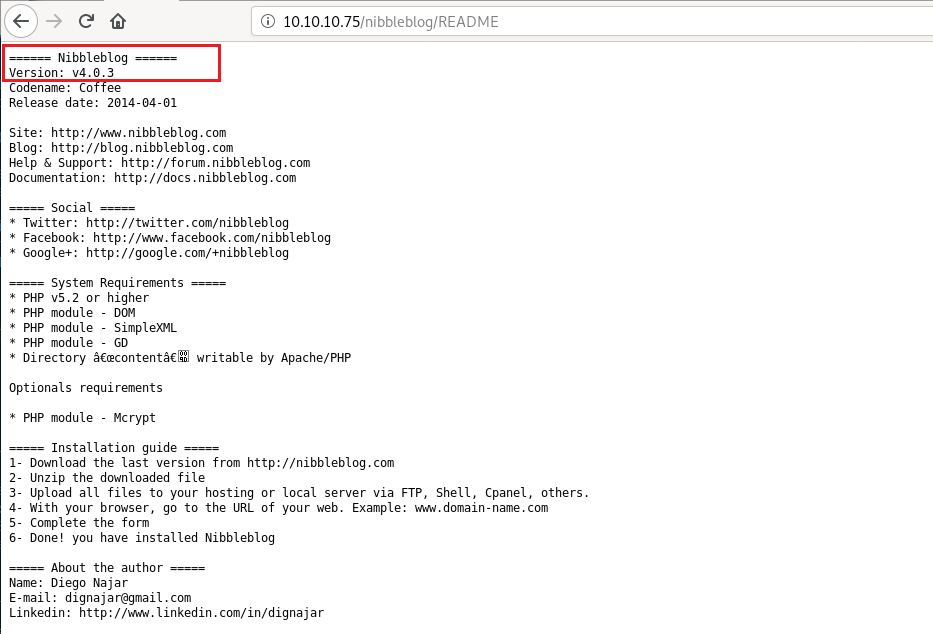 10.10.10.75/nibbleblog/README
====== Nibbleblog ======
Version: v4.0.3
Codename: Coffee
Release date: 2014-04-01
Site: http://www.nibbleblog.com
Blog: http://blog.nibbleblog.com
Help & Support: http://forum.nibbleblog.com
Documentation: http://docs.nibbleblog.com
===== Social =====
* Twitter: http://twitter.com/nibbleblog
* Facebook: http://www.facebook.com/nibbleblog
* Google+: http://google.com/+nibbleblog
===== System Requirements =====
* PHP v5.2 or higher
* PHP module - DOM
* PHP module - SimpleXML
* PHP module - GD
* Directory â€œcontentâ€ writable by Apache/PHP
Optionals requirements
* PHP module - Mcrypt
===== Installation guide =====
1- Download the last version from http://nibbleblog.com
2- Unzip the downloaded file
3- Upload all files to your hosting or local server via FTP, Shell, Cpanel, others.
4- With your browser, go to the URL of your web. Example: www.domain-name.com
5- Complete the form
6- Done! you have installed Nibbleblog
===== About the author =====
Name: Diego Najar
E-mail: dignajar@gmail.com
Linkedin: http://www.linkedin.com/in/dignajar